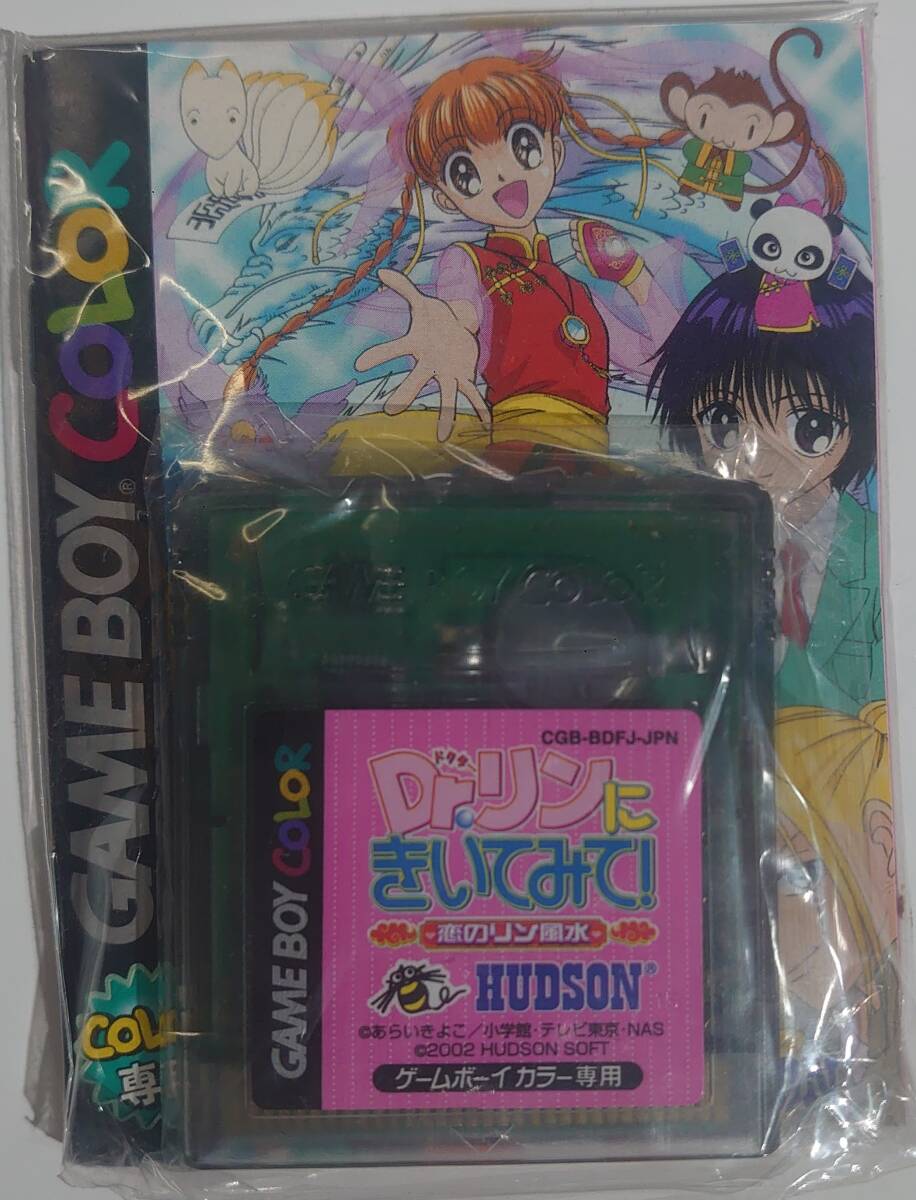 GAME BOY COLOR
GAME BOY COLOR
CGB-BDFJ-JPN
ドクター
Dr.リンに
きいてみて!
恋のリン風水
HUDSON®
©あらいきよこ/小学館・テレビ東京・NAS
©2002 HUDSON SOFT
ゲームボーイカラー専用
GAME BOY COLOR®
COL
専